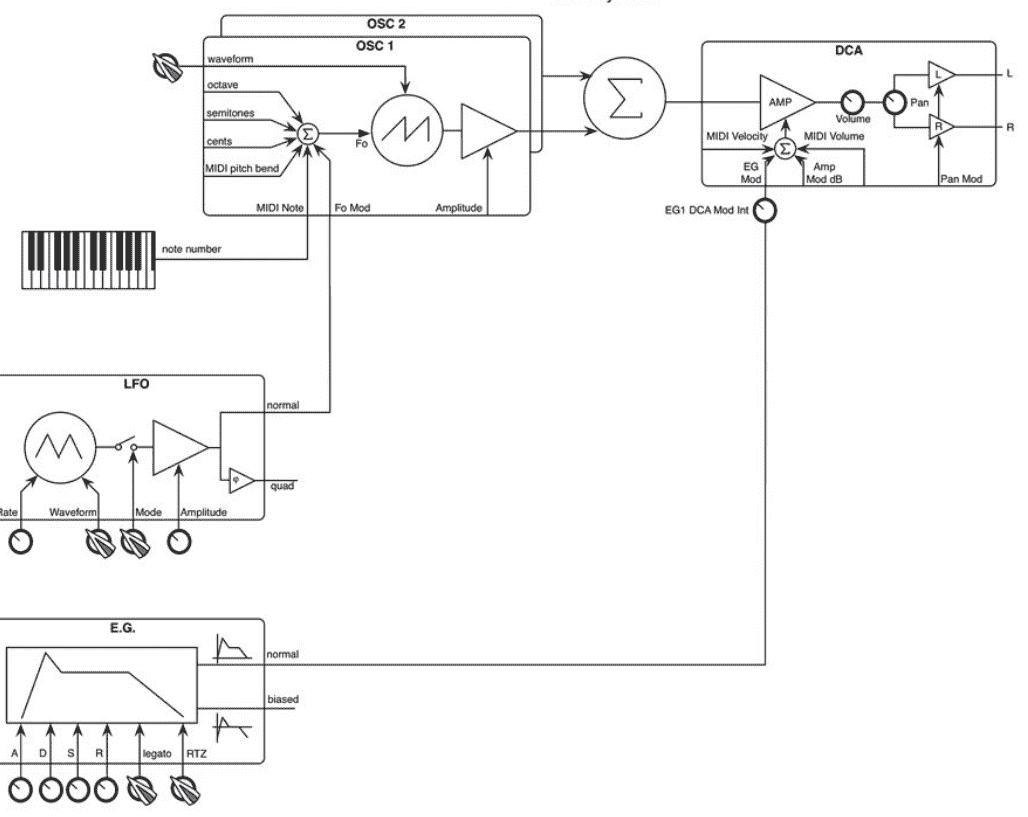 OSC 2
OSC 1
waveform
octave
semitones
cents
MIDI pitch bend
Σ
Fo
MIDI Note
Fo Mod
Amplitude
note number
Σ
DCA
AMP
Volume
Pan
L
R
L
R
MIDI Velocity
MIDI Volume
Σ
EG
Mod
Amp
Mod dB
Pan Mod
EG1 DCA Mod Int
LFO
normal
φ
quad
Rate
Waveform
Mode
Amplitude
E.G.
normal
biased
A
D
S
R
legato
RTZ